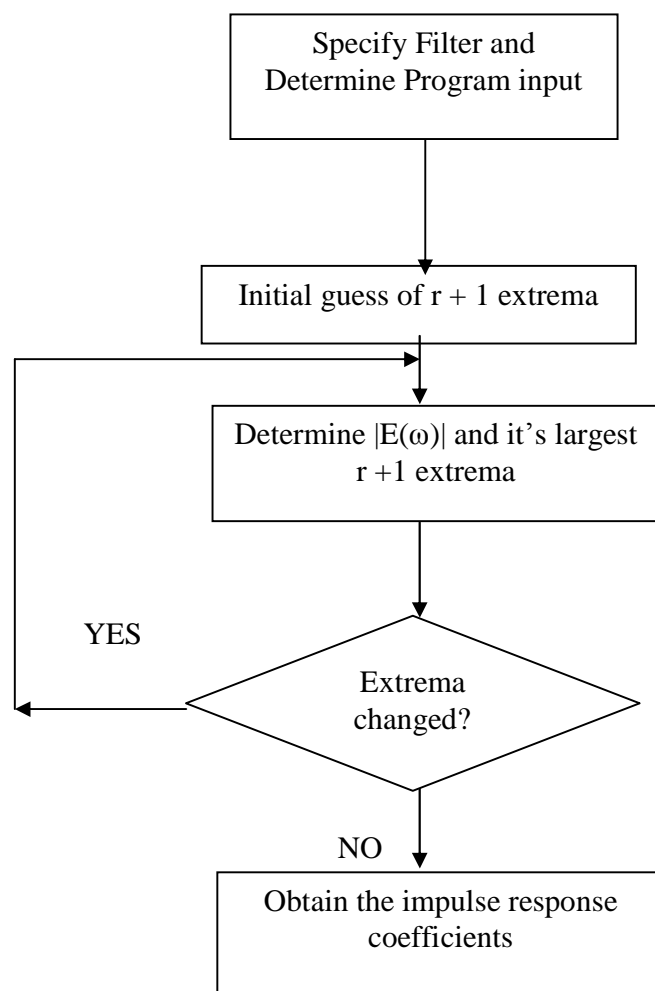 Specify Filter and
Determine Program input
Initial guess of r + 1 extrema
Determine |E(ω)| and it’s largest
r +1 extrema
YES
Extrema
changed?
NO
Obtain the impulse response
coefficients